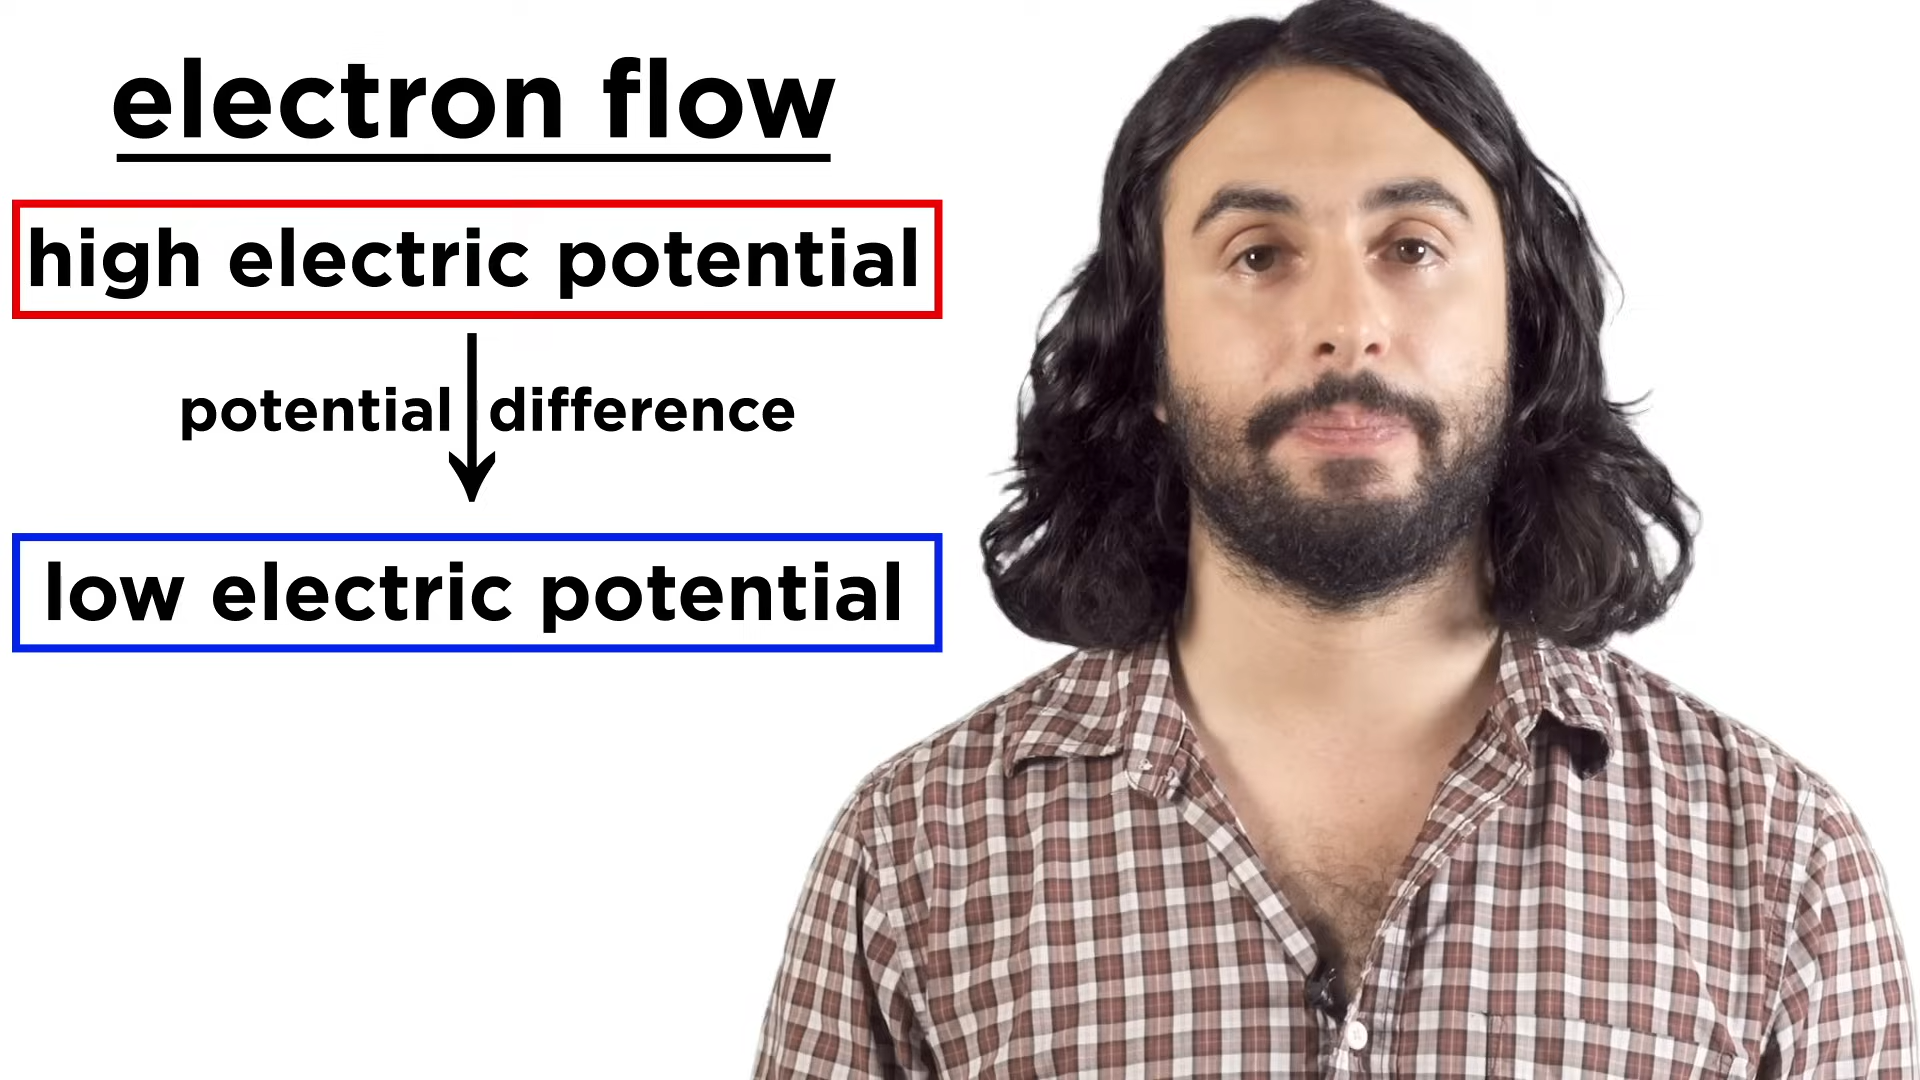 electron flow
high electric potential
potential difference
low electric potential